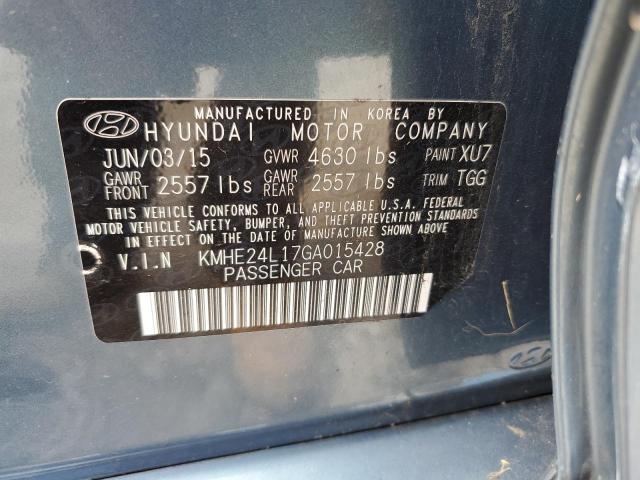 MANUFACTURED IN KOREA BY
HYUNDAI MOTOR COMPANY
JUN/03/15 GVWR 4630 lbs PAINT XU7
GAWR FRONT 2557 lbs GAWR REAR 2557 lbs TRIM TGG
THIS VEHICLE CONFORMS TO ALL APPLICABLE U.S.A. FEDERAL
MOTOR VEHICLE SAFETY, BUMPER, AND THEFT PREVENTION STANDARDS
IN EFFECT ON THE DATE OF MANUFACTURE SHOWN ABOVE.
V.I.N KMHE24L17GA015428
PASSENGER CAR